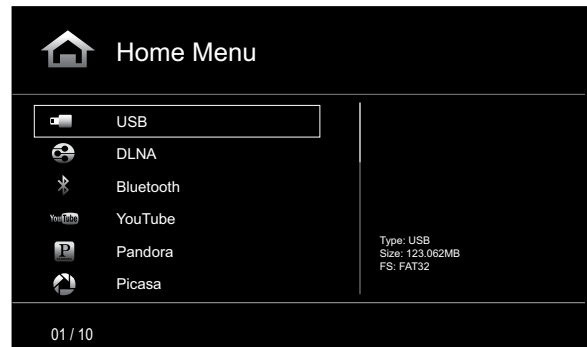 Home Menu
USB
DLNA
Bluetooth
YouTube
YouTube
P
Pandora
Picasa
Type: USB
Size: 123.062MB
FS: FAT32
01 / 10